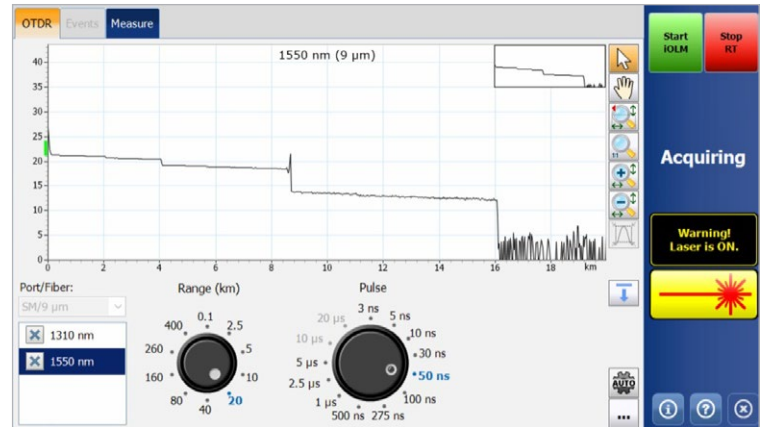 OTDR Events Measure
Start iOLM
Stop RT
1550 nm (9 µm)
40
35
30
25
20
15
10
5
0
0 2 4 6 8 10 12 14 16 18 km
Acquiring
Warning!
Laser is ON.
Port/Fiber:
SM/9 µm
1310 nm
1550 nm
Range (km)
0.1
2.5
5
10
20
40
80
160
260
400
Pulse
3 ns
5 ns
10 ns
30 ns
50 ns
100 ns
275 ns
500 ns
1 µs
2.5 µs
5 µs
10 µs
20 µs
1:1
AUTO
...